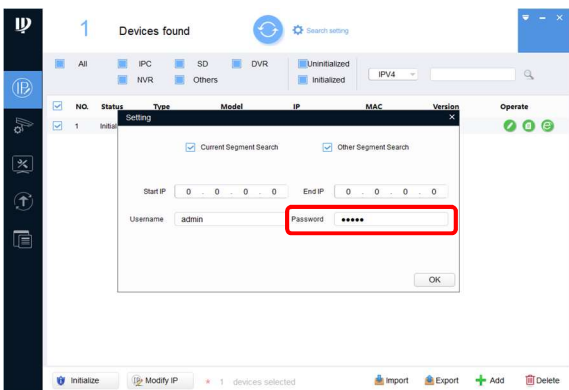 1 Devices found Search setting
All IPC SD DVR Uninitialized
NVR Others Initialized IPV4
NO. Status Type Model IP MAC Version Operate
1 Initial
Setting
Current Segment Search Other Segment Search
Start IP 0 . 0 . 0 . 0 End IP 0 . 0 . 0 . 0
Username admin Password •••••
OK
Initialize Modify IP 1 devices selected Import Export Add Delete